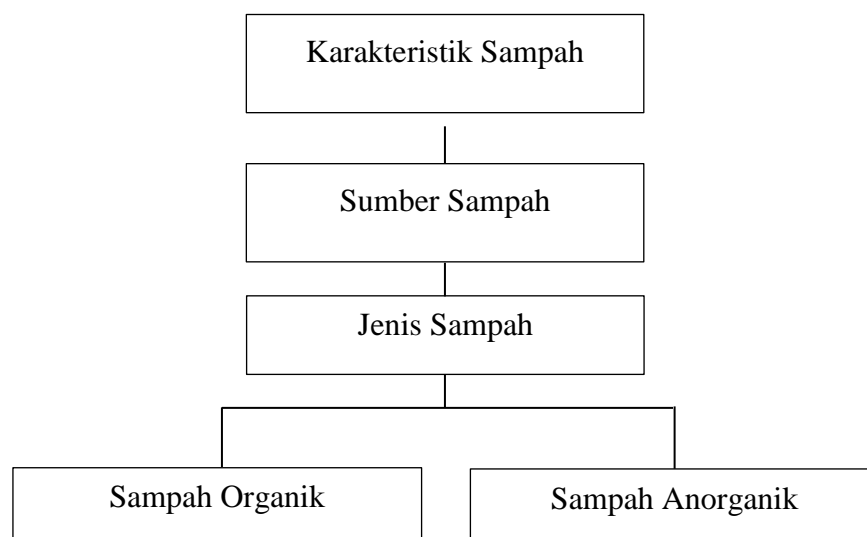 Karakteristik Sampah
Sumber Sampah
Jenis Sampah
Sampah Organik
Sampah Anorganik